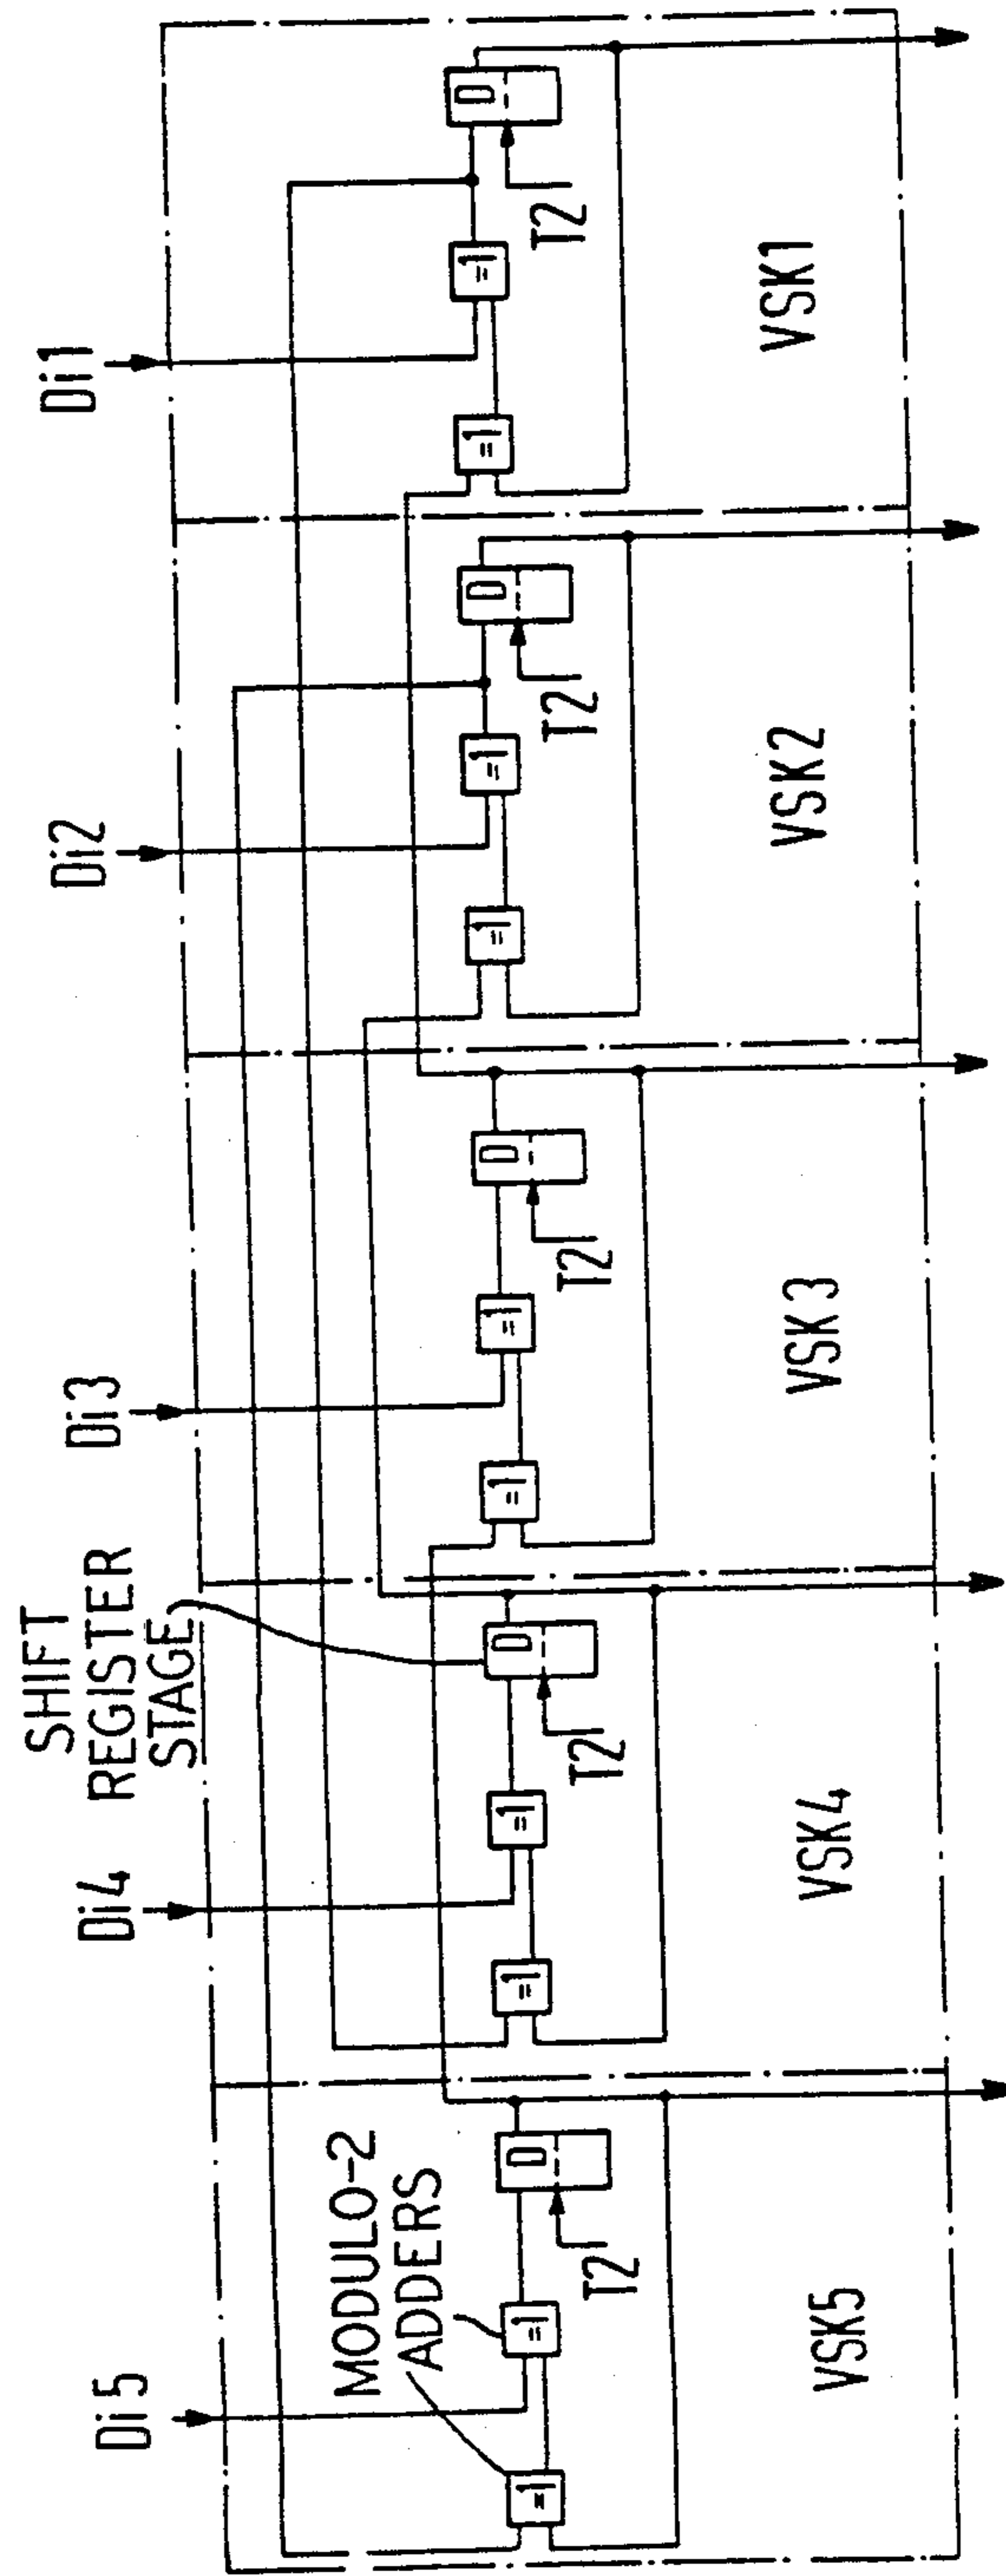 Di5
Di4
Di3
Di2
Di1
SHIFT
REGISTER
STAGE
MODULO-2
ADDERS
=1
=1
D
T2
=1
=1
D
T2
=1
=1
D
T2
=1
=1
D
T2
=1
=1
D
T2
VSK5
VSK4
VSK3
VSK2
VSK1